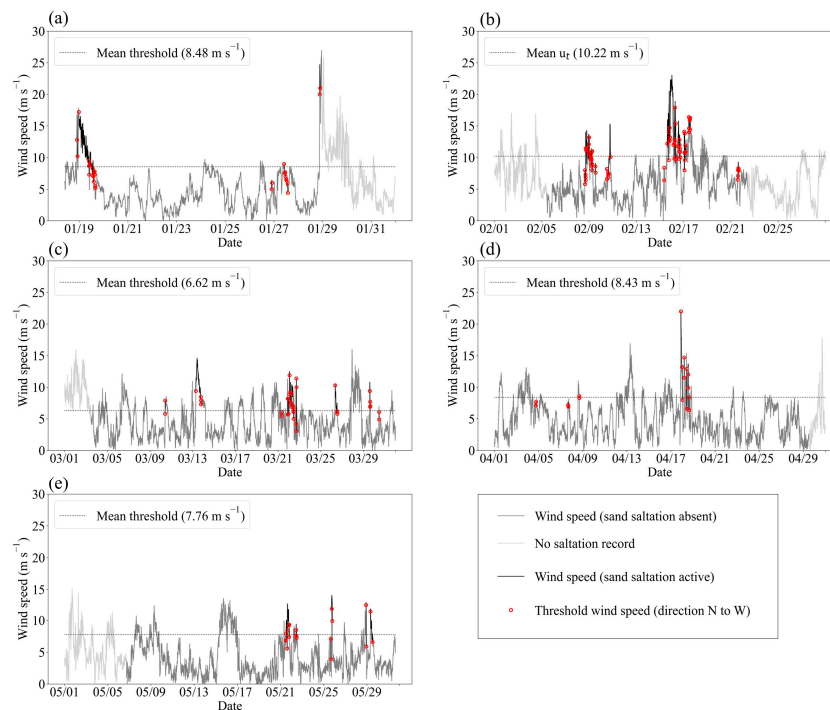 (a)
30
25
20
15
10
5
0
Wind speed (m s⁻¹)
Mean threshold (8.48 m s⁻¹)
01/19 01/21 01/23 01/25 01/27 01/29 01/31
Date
(b)
30
25
20
15
10
5
0
Wind speed (m s⁻¹)
Mean uₜ (10.22 m s⁻¹)
02/01 02/05 02/09 02/13 02/17 02/21 02/25
Date
(c)
30
25
20
15
10
5
0
Wind speed (m s⁻¹)
Mean threshold (6.62 m s⁻¹)
03/01 03/05 03/09 03/13 03/17 03/21 03/25 03/29
Date
(d)
30
25
20
15
10
5
0
Wind speed (m s⁻¹)
Mean threshold (8.43 m s⁻¹)
04/01 04/05 04/09 04/13 04/17 04/21 04/25 04/29
Date
(e)
30
25
20
15
10
5
0
Wind speed (m s⁻¹)
Mean threshold (7.76 m s⁻¹)
05/01 05/05 05/09 05/13 05/17 05/21 05/25 05/29
Date
Wind speed (sand saltation absent)
No saltation record
Wind speed (sand saltation active)
Threshold wind speed (direction N to W)